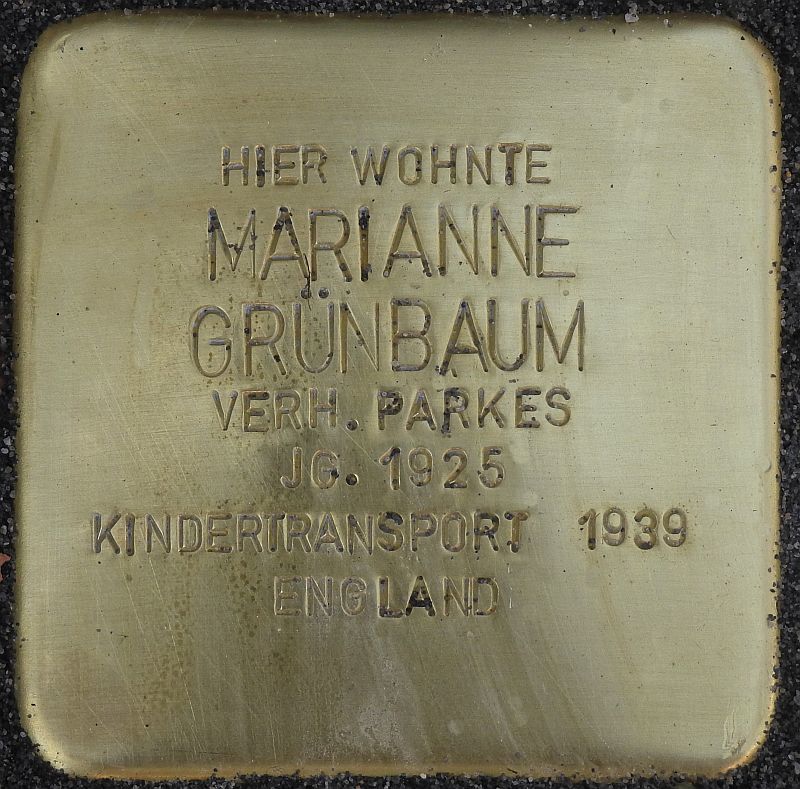 HIER WOHNTE
MARIANNE
GRÜNBAUM
VERH. PARKES
JG. 1925
KINDERTRANSPORT 1939
ENGLAND